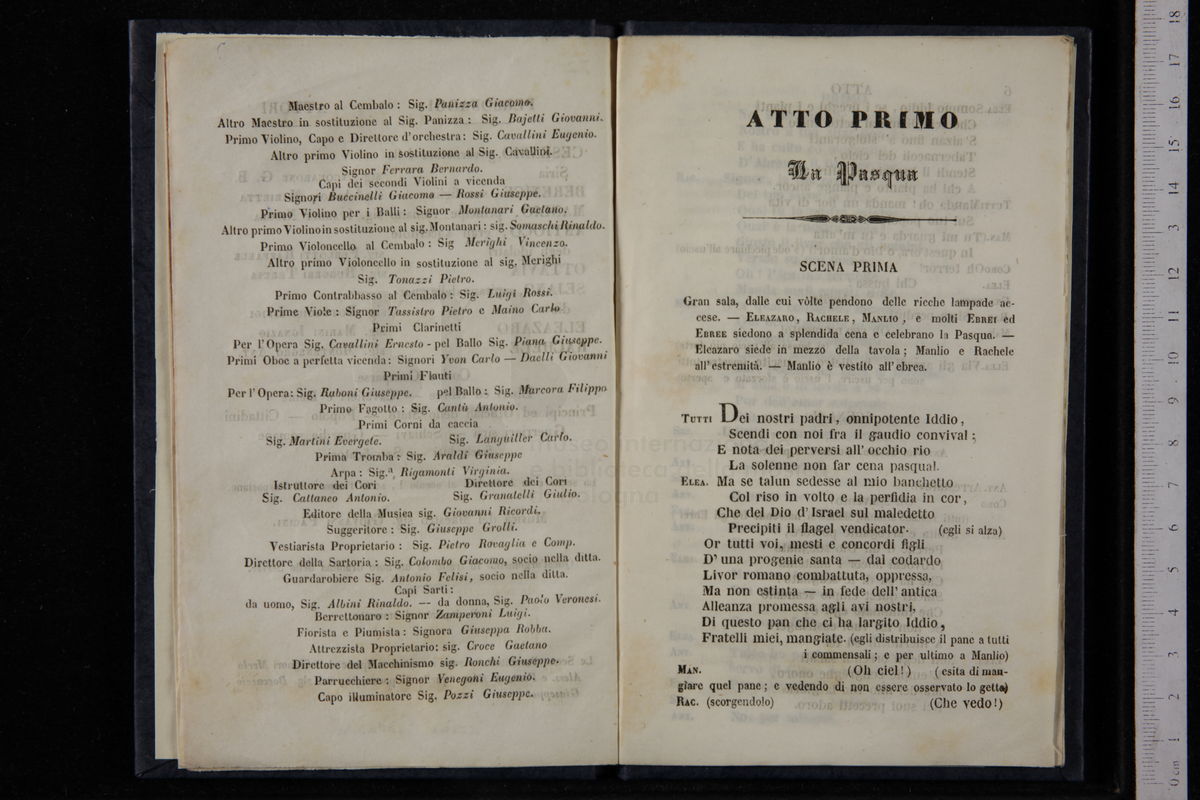 Maestro al Cembalo : Sig. Panizza Giacomo.
Altro Maestro in sostituzione al Sig. Panizza : Sig. Bajetti Giovanni.
Primo Violino, Capo e Direttore d'orchestra : Sig. Cavallini Eugenio.
Altro primo Violino in sostituzione al Sig. Cavallini.
Signor Ferrara Bernardo.
Capi dei secondi Violini a vicenda
Signori Buccinelli Giacomo — Rossi Giuseppe.
Primo Violino per i Balli : Signor Montanari Gaetano.
Altro primo Violino in sostituzione al sig. Montanari : sig. Somaschi Rinaldo.
Primo Violoncello al Cembalo : Sig Merighi Vincenzo.
Altro primo Violoncello in sostituzione al sig. Merighi
Sig. Tonazzi Pietro.
Primo Contrabbasso al Cembalo : Sig. Luigi Rossi.
Prime Viole : Signor Tassistro Pietro e Maino Carlo
Primi Clarinetti
Per l'Opera Sig. Cavallini Ernesto - pel Ballo Sig. Piana Giuseppe.
Primi Oboe a perfetta vicenda : Signori Yvon Carlo — Daelli Giovanni
Primi Flauti
Per l'Opera: Sig. Raboni Giuseppe. pel Ballo : Sig. Marcora Filippo
Primo Fagotto : Sig. Cantù Antonio.
Primi Corni da caccia
Sig. Martini Evergete. Sig. Languiller Carlo.
Prima Tromba : Sig. Araldi Giuseppe
Arpa : Sig.a Rigamonti Virginia.
Istruttore dei Cori Direttore dei Cori
Sig. Cattaneo Antonio. Sig. Granatelli Giulio.
Editore della Musica sig. Giovanni Ricordi.
Suggeritore : Sig. Giuseppe Grolli.
Vestiarista Proprietario : Sig. Pietro Rovaglia e Comp.
Direttore della Sartoria : Sig. Colombo Giacomo, socio nella ditta.
Guardarobiere Sig. Antonio Felisi, socio nella ditta.
Capi Sarti :
da uomo, Sig. Albini Rinaldo. — da donna, Sig. Paolo Veronesi.
Berrettonaro : Signor Zamperoni Luigi.
Fiorista e Piumista : Signora Giuseppa Robba.
Attrezzista Proprietario: sig. Croce Gaetano
Direttore del Macchinismo sig. Ronchi Giuseppe.
Parrucchiere : Signor Venegoni Eugenio.
Capo illuminatore Sig. Pozzi Giuseppe.
ATTO PRIMO
La Pasqua
SCENA PRIMA
Gran sala, dalle cui vôlte pendono delle ricche lampade ac-
cese. — ELEAZARO, RACHELE, MANLIO, e molti EBREI ed
EBREE siedono a splendida cena e celebrano la Pasqua. —
Eleazaro siede in mezzo della tavola ; Manlio e Rachele
all'estremità. — Manlio è vestito all'ebrea.
TUTTI Dei nostri padri, onnipotente Iddio,
Scendi con noi fra il gaudio convival ;
E nota dei perversi all'occhio rio
La solenne non far cena pasqual.
ELEA. Ma se talun sedesse al mio banchetto
Col riso in volto e la perfidia in cor,
Che del Dio d'Israel sul maledetto
Precipiti il flagel vendicator. (egli si alza)
Or tutti voi, mesti e concordi figli
D'una progenie santa — dal codardo
Livor romano combattuta, oppressa,
Ma non estinta — in fede dell'antica
Alleanza promessa agli avi nostri,
Di questo pan che ci ha largito Iddio,
Fratelli miei, mangiate. (egli distribuisce il pane a tutti
i commensali ; e per ultimo a Manlio)
MAN. (Oh ciel!) (esita di man-
giare quel pane ; e vedendo di non essere osservato lo getta)
RAC. (scorgendolo) (Che vedo!)